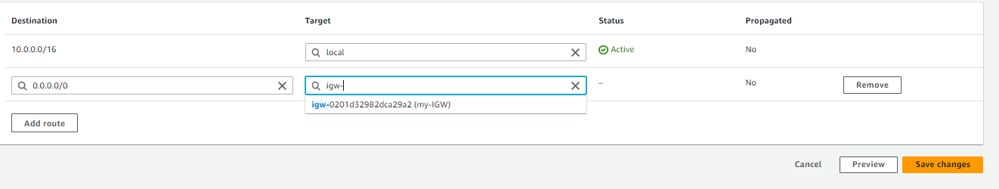 Destination Target Status Propagated
10.0.0.0/16 local Active No
0.0.0.0/0 igw- – No Remove
igw-0201d32982dca29a2 (my-IGW)
Add route
Cancel Preview Save changes